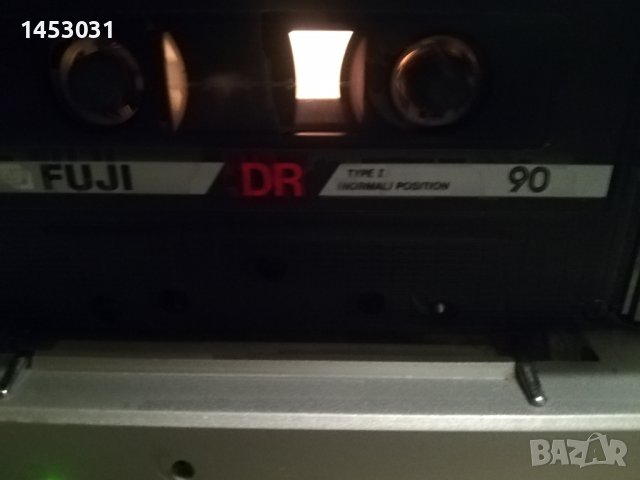 1453031
FUJI DR TYPE I 90
(NORMAL) POSITION
BAZAR